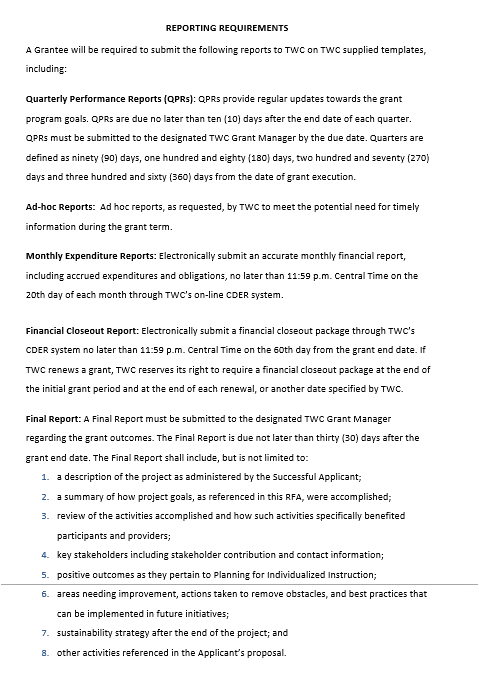 REPORTING REQUIREMENTS
A Grantee will be required to submit the following reports to TWC on TWC supplied templates,
including:
Quarterly Performance Reports (QPRs): QPRs provide regular updates towards the grant
program goals. QPRs are due no later than ten (10) days after the end date of each quarter.
QPRs must be submitted to the designated TWC Grant Manager by the due date. Quarters are
defined as ninety (90) days, one hundred and eighty (180) days, two hundred and seventy (270)
days and three hundred and sixty (360) days from the date of grant execution.
Ad-hoc Reports: Ad hoc reports, as requested, by TWC to meet the potential need for timely
information during the grant term.
Monthly Expenditure Reports: Electronically submit an accurate monthly financial report,
including accrued expenditures and obligations, no later than 11:59 p.m. Central Time on the
20th day of each month through TWC's on-line CDER system.
Financial Closeout Report: Electronically submit a financial closeout package through TWC's
CDER system no later than 11:59 p.m. Central Time on the 60th day from the grant end date. If
TWC renews a grant, TWC reserves its right to require a financial closeout package at the end of
the initial grant period and at the end of each renewal, or another date specified by TWC.
Final Report: A Final Report must be submitted to the designated TWC Grant Manager
regarding the grant outcomes. The Final Report is due not later than thirty (30) days after the
grant end date. The Final Report shall include, but is not limited to:
1. a description of the project as administered by the Successful Applicant;
2. a summary of how project goals, as referenced in this RFA, were accomplished;
3. review of the activities accomplished and how such activities specifically benefited
participants and providers;
4. key stakeholders including stakeholder contribution and contact information;
5. positive outcomes as they pertain to Planning for Individualized Instruction;
6. areas needing improvement, actions taken to remove obstacles, and best practices that
can be implemented in future initiatives;
7. sustainability strategy after the end of the project; and
8. other activities referenced in the Applicant's proposal.